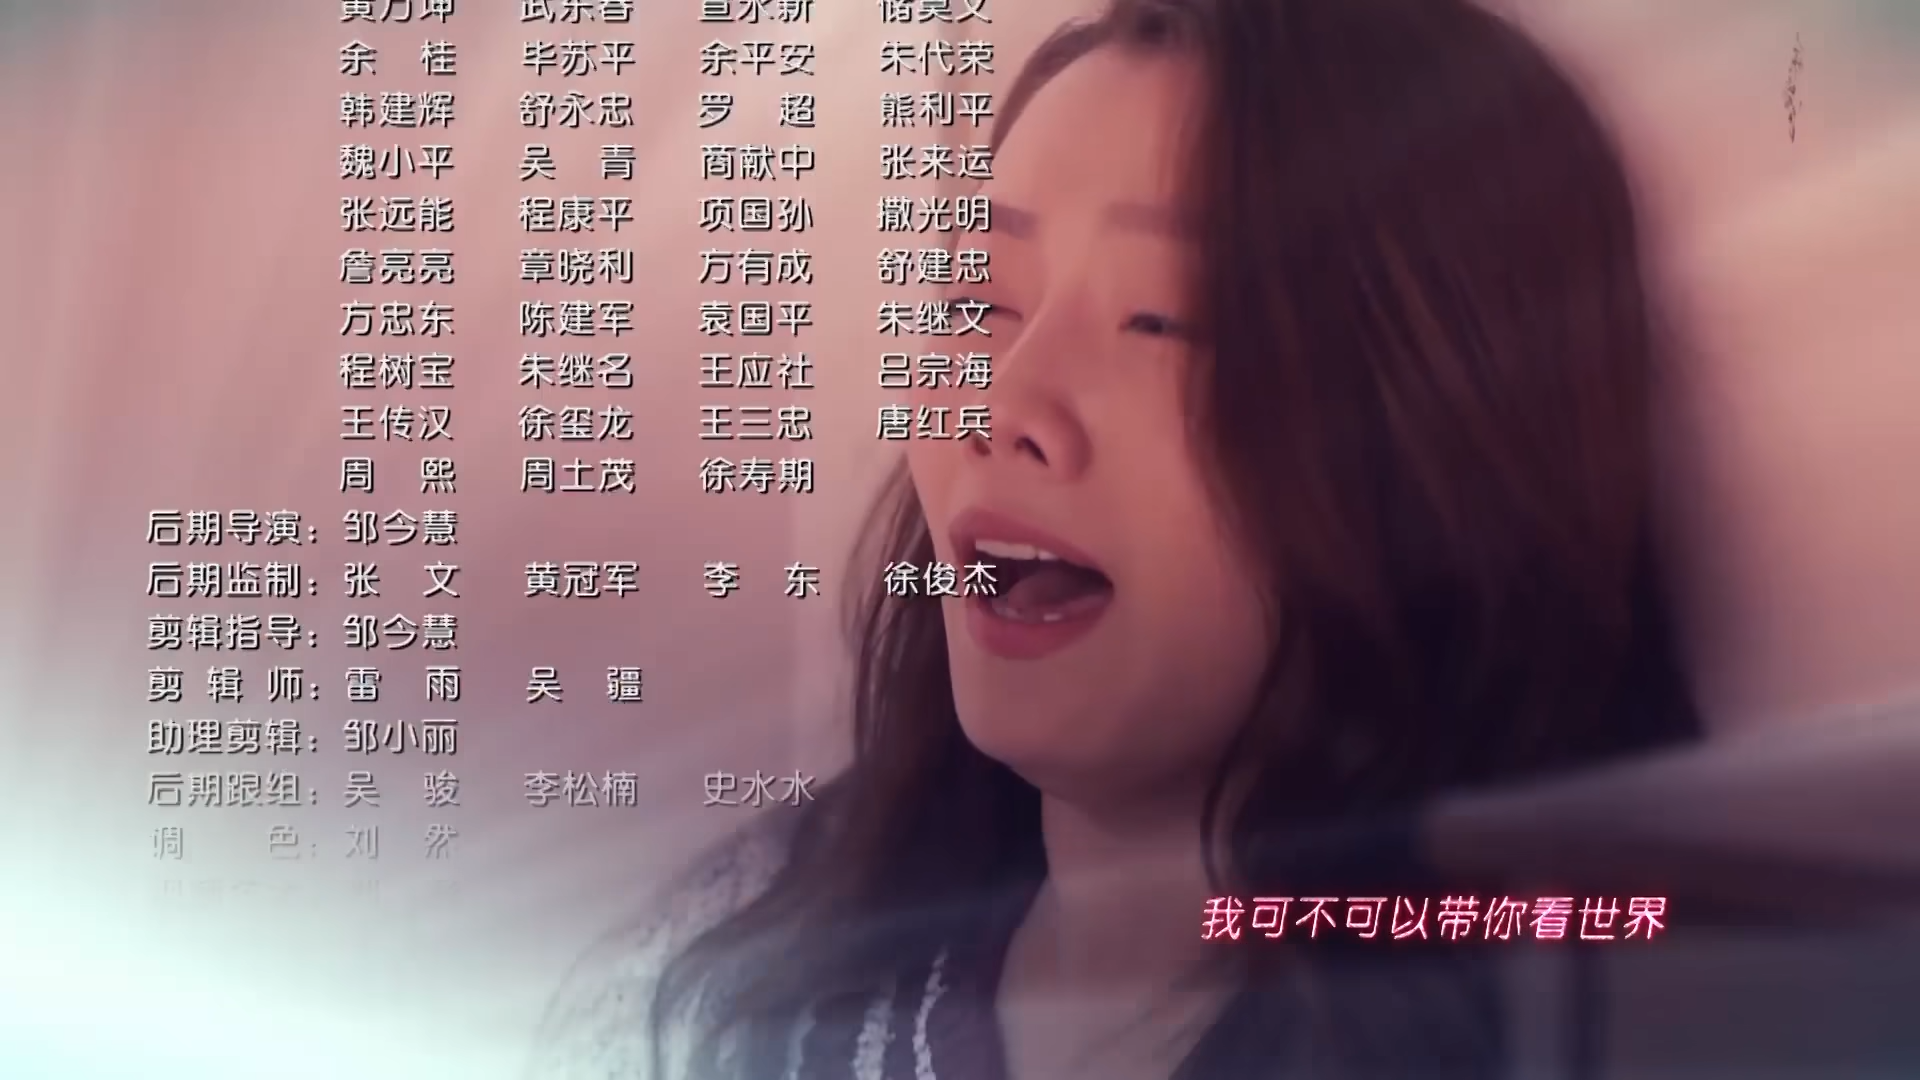 余 桂 毕苏平 余平安 朱代荣
韩建辉 舒永忠 罗 超 熊利平
魏小平 吴 青 商献中 张来运
张远能 程康平 项国孙 撒光明
詹亮亮 章晓利 方有成 舒建忠
方忠东 陈建军 袁国平 朱继文
程树宝 朱继名 王应社 吕宗海
王传汉 徐玺龙 王三忠 唐红兵
周 熙 周土茂 徐寿期
后期导演：邹今慧
后期监制：张 文 黄冠军 李 东 徐俊杰
剪辑指导：邹今慧
剪 辑 师：雷 雨 吴 疆
助理剪辑：邹小丽
后期跟组：吴 骏 李松楠 史水水
调 色：刘 然
我可不可以带你看世界